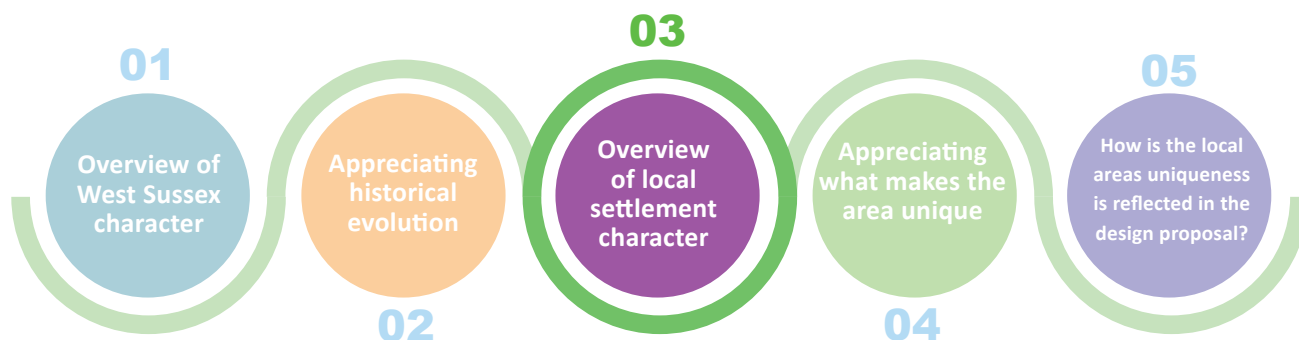 01
Overview of
West Sussex
character
02
Appreciating
historical
evolution
03
Overview
of local
settlement
character
04
Appreciating
what makes the
area unique
05
How is the local
areas uniqueness
is reflected in the
design proposal?